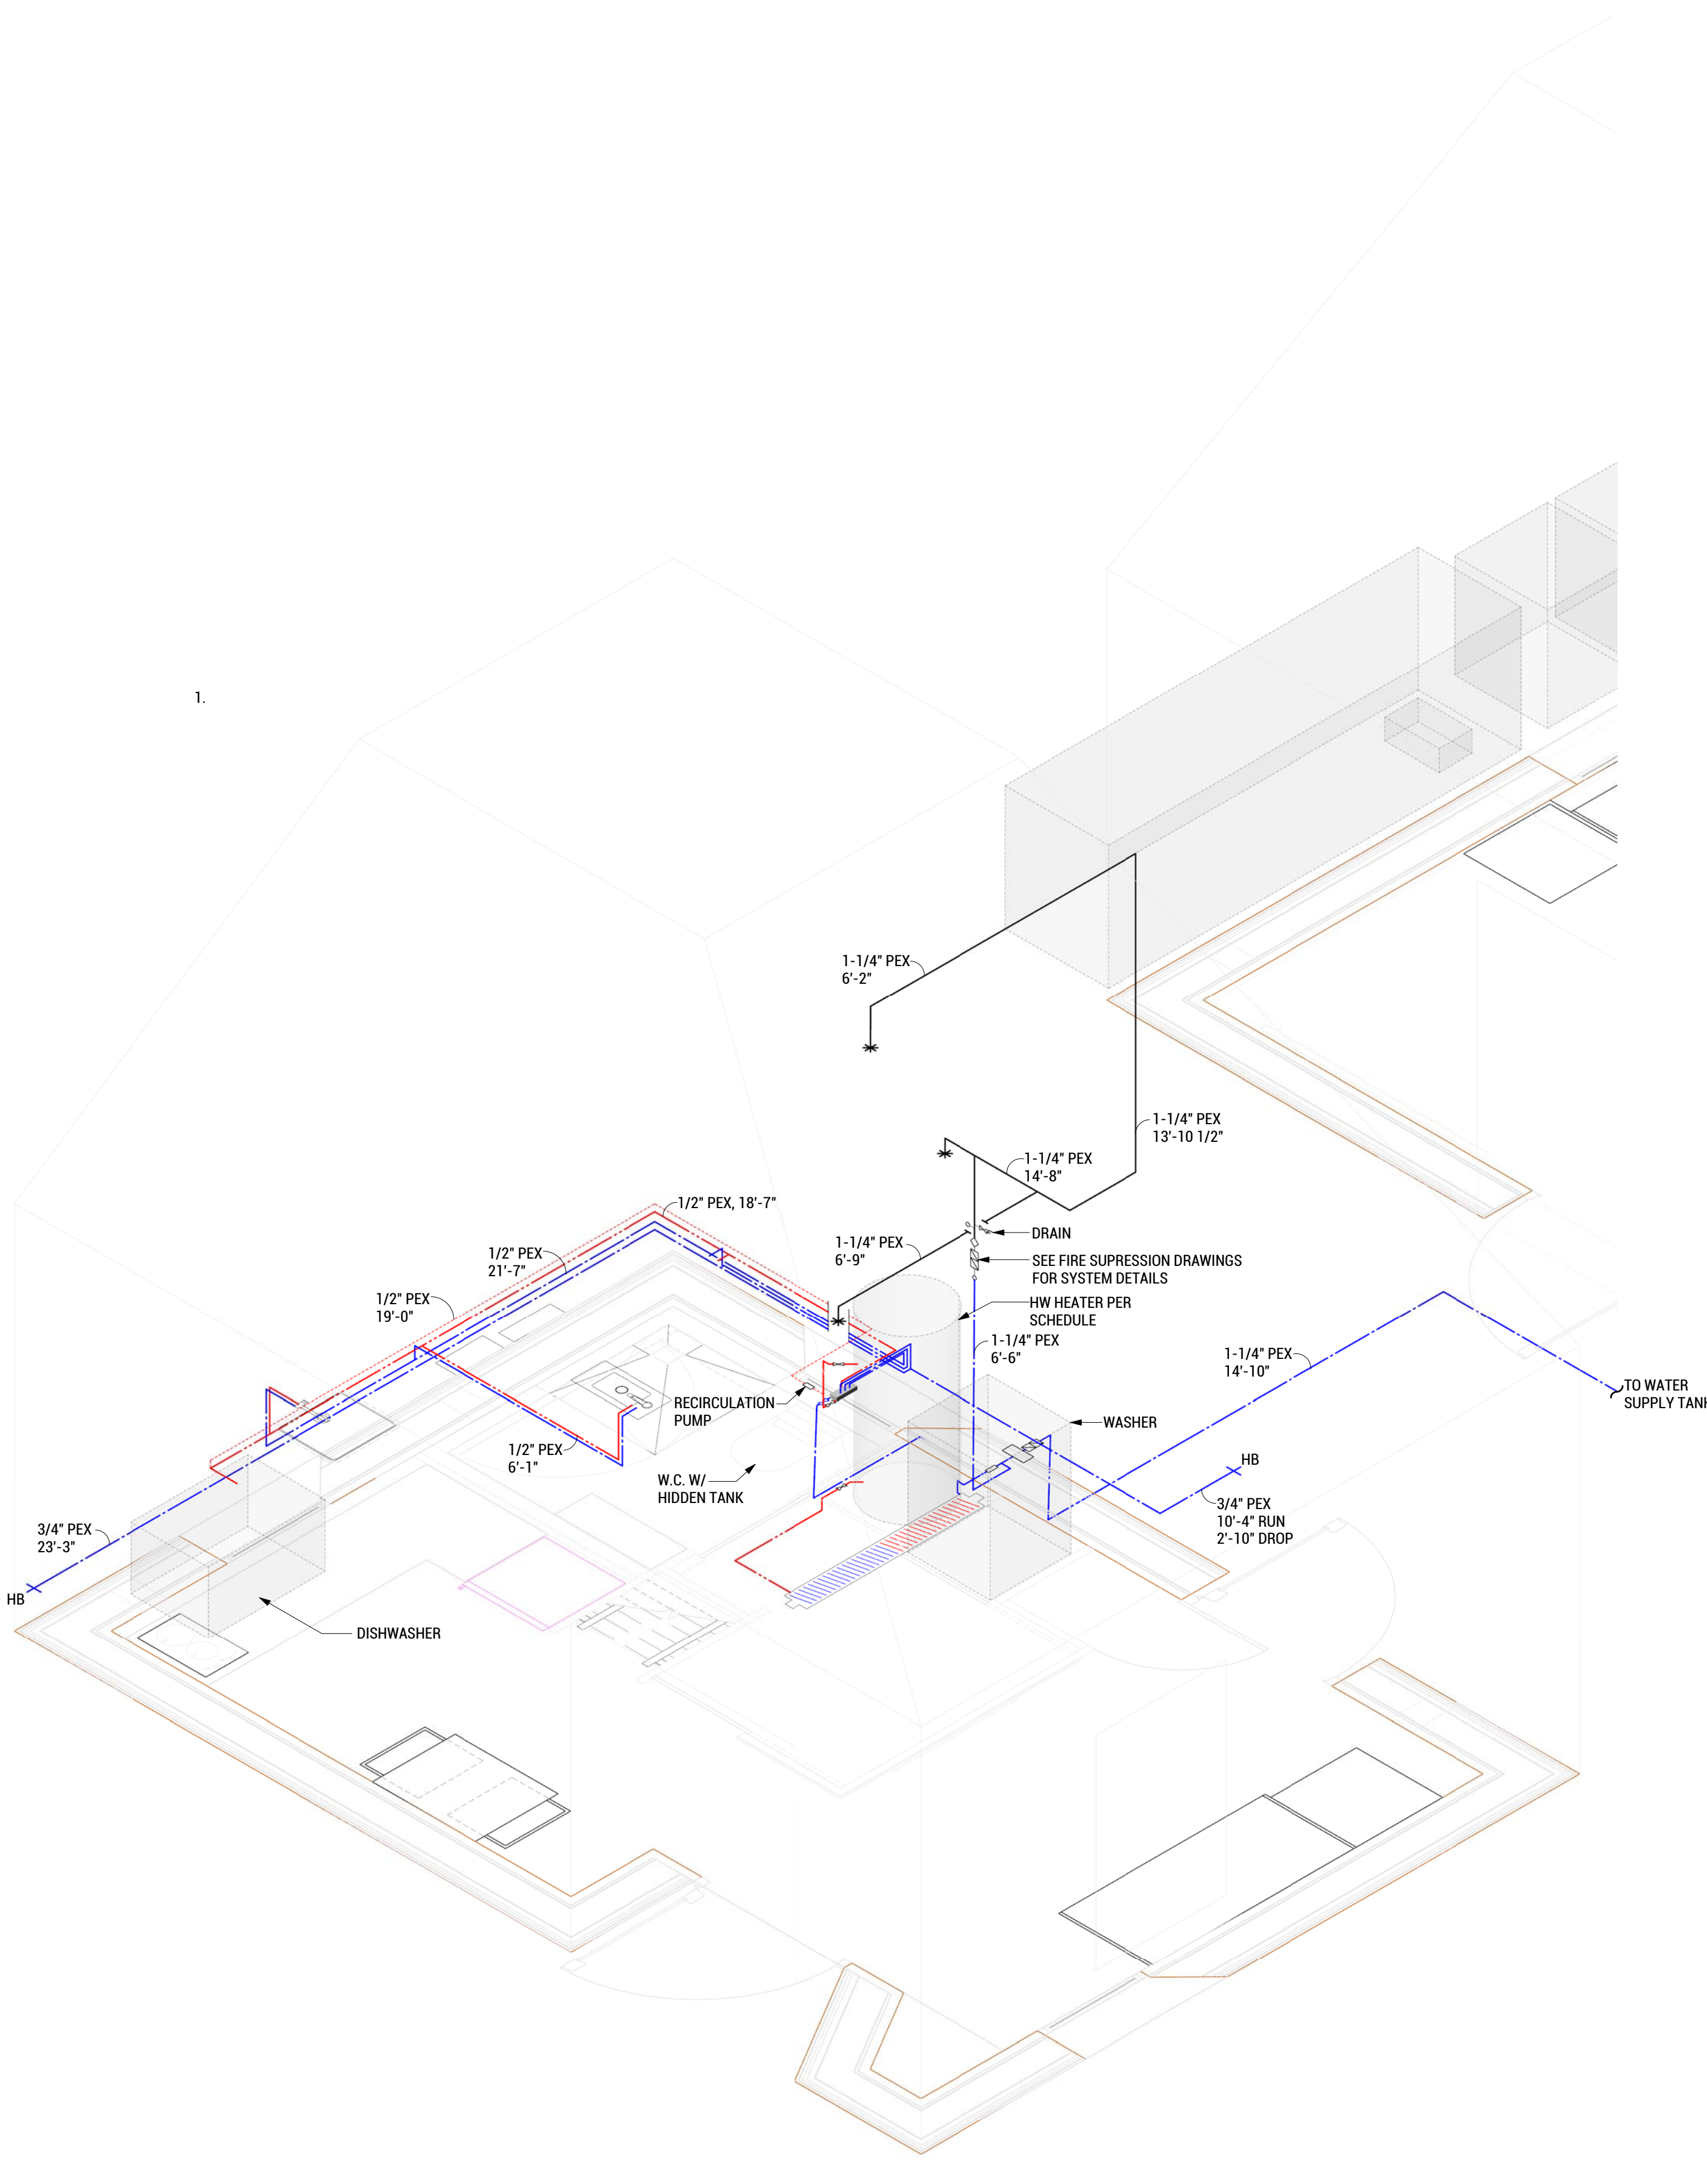 1.
1-1/4" PEX
6'-2"
1-1/4" PEX
13'-10 1/2"
1-1/4" PEX
14'-8"
1/2" PEX, 18'-7"
DRAIN
1-1/4" PEX
6'-9"
1/2" PEX
21'-7"
SEE FIRE SUPRESSION DRAWINGS
FOR SYSTEM DETAILS
1/2" PEX
19'-0"
HW HEATER PER
SCHEDULE
1-1/4" PEX
6'-6"
1-1/4" PEX
14'-10"
TO WATER
SUPPLY TANK
RECIRCULATION
PUMP
WASHER
1/2" PEX
6'-1"
W.C. W/
HIDDEN TANK
HB
3/4" PEX
10'-4" RUN
2'-10" DROP
3/4" PEX
23'-3"
HB
DISHWASHER